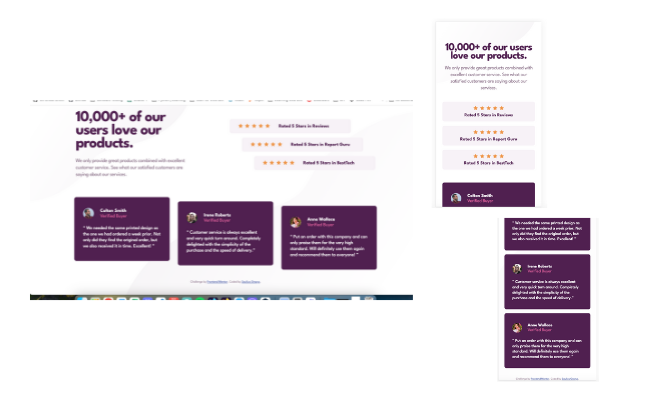 10,000+ of our
users love our
products.
We only provide great products combined with excellent
customer service. See what our satisfied customers are
saying about our services.
Rated 5 Stars in Reviews
Rated 5 Stars in Report Guru
Rated 5 Stars in BestTech
Colton Smith
Verified Buyer
" We needed the same printed design as
the one we had ordered a week prior. Not
only did they find the original order, but
we also received it in time. Excellent! "
Irene Roberts
Verified Buyer
" Customer service is always excellent
and very quick turn around. Completely
delighted with the simplicity of the
purchase and the speed of delivery. "
Anne Wallace
Verified Buyer
" Put an order with this company and can
only praise them for the very high
standard. Will definitely use them again
and recommend them to everyone! "
10,000+ of our users
love our products.
We only provide great products combined with
excellent customer service. See what our
satisfied customers are saying about our
services.
Rated 5 Stars in Reviews
Rated 5 Stars in Report Guru
Rated 5 Stars in BestTech
Colton Smith
Verified Buyer
" We needed the same printed design as
the one we had ordered a week prior. Not
only did they find the original order, but
we also received it in time. Excellent! "
Irene Roberts
Verified Buyer
" Customer service is always excellent
and very quick turn around. Completely
delighted with the simplicity of the
purchase and the speed of delivery. "
Anne Wallace
Verified Buyer
" Put an order with this company and can
only praise them for the very high
standard. Will definitely use them again
and recommend them to everyone! "